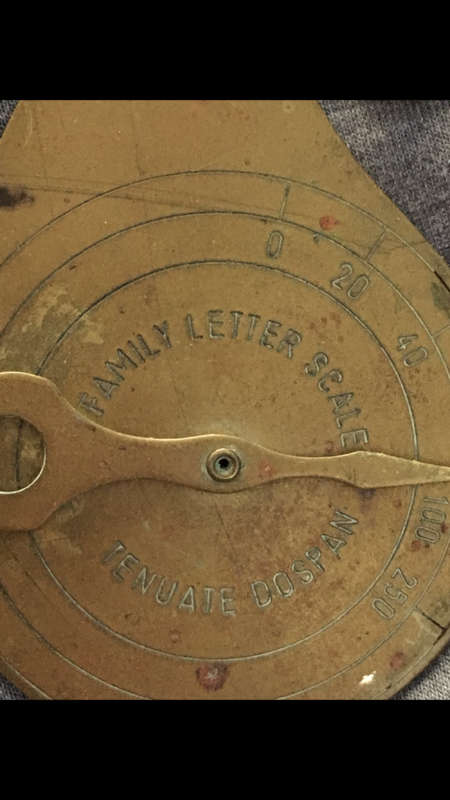 0
20
40
100
250
FAMILY LETTER SCALE
TENUATE DOSPAN